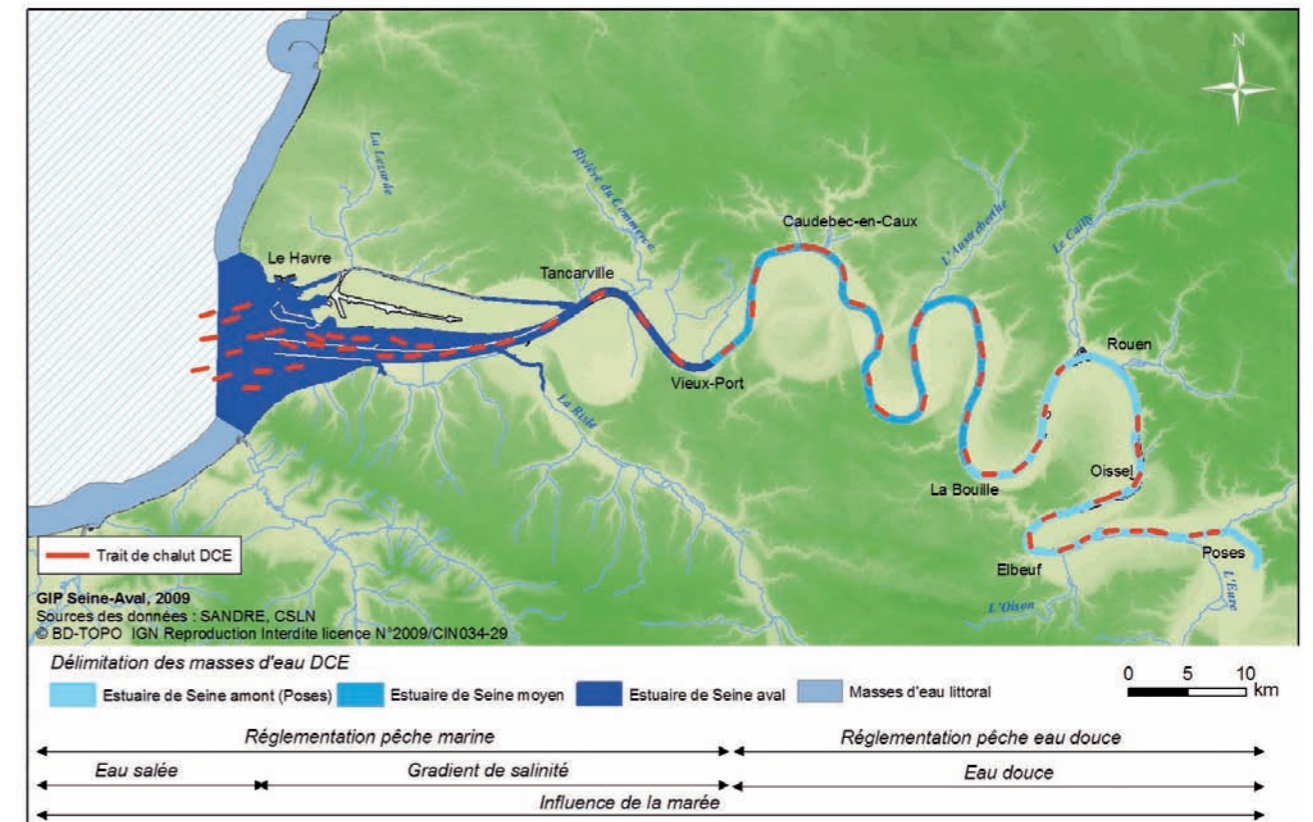 N
La Lézarde
Rivière du Commerce
Caudebec-en-Caux
L'Austreberthe
Le Cailly
Le Havre
Tancarville
Rouen
Vieux-Port
La Risle
Oissel
La Bouille
Trait de chalut DCE
Poses
Elbeuf
L'Oison
L'Eure
GIP Seine-Aval, 2009
Sources des données : SANDRE, CSLN
© BD-TOPO IGN Reproduction Interdite licence N°2009/CIN034-29
Délimitation des masses d'eau DCE
0 5 10
km
Estuaire de Seine amont (Poses) Estuaire de Seine moyen Estuaire de Seine aval Masses d'eau littoral
Réglementation pêche marine Réglementation pêche eau douce
Eau salée Gradient de salinité Eau douce
Influence de la marée